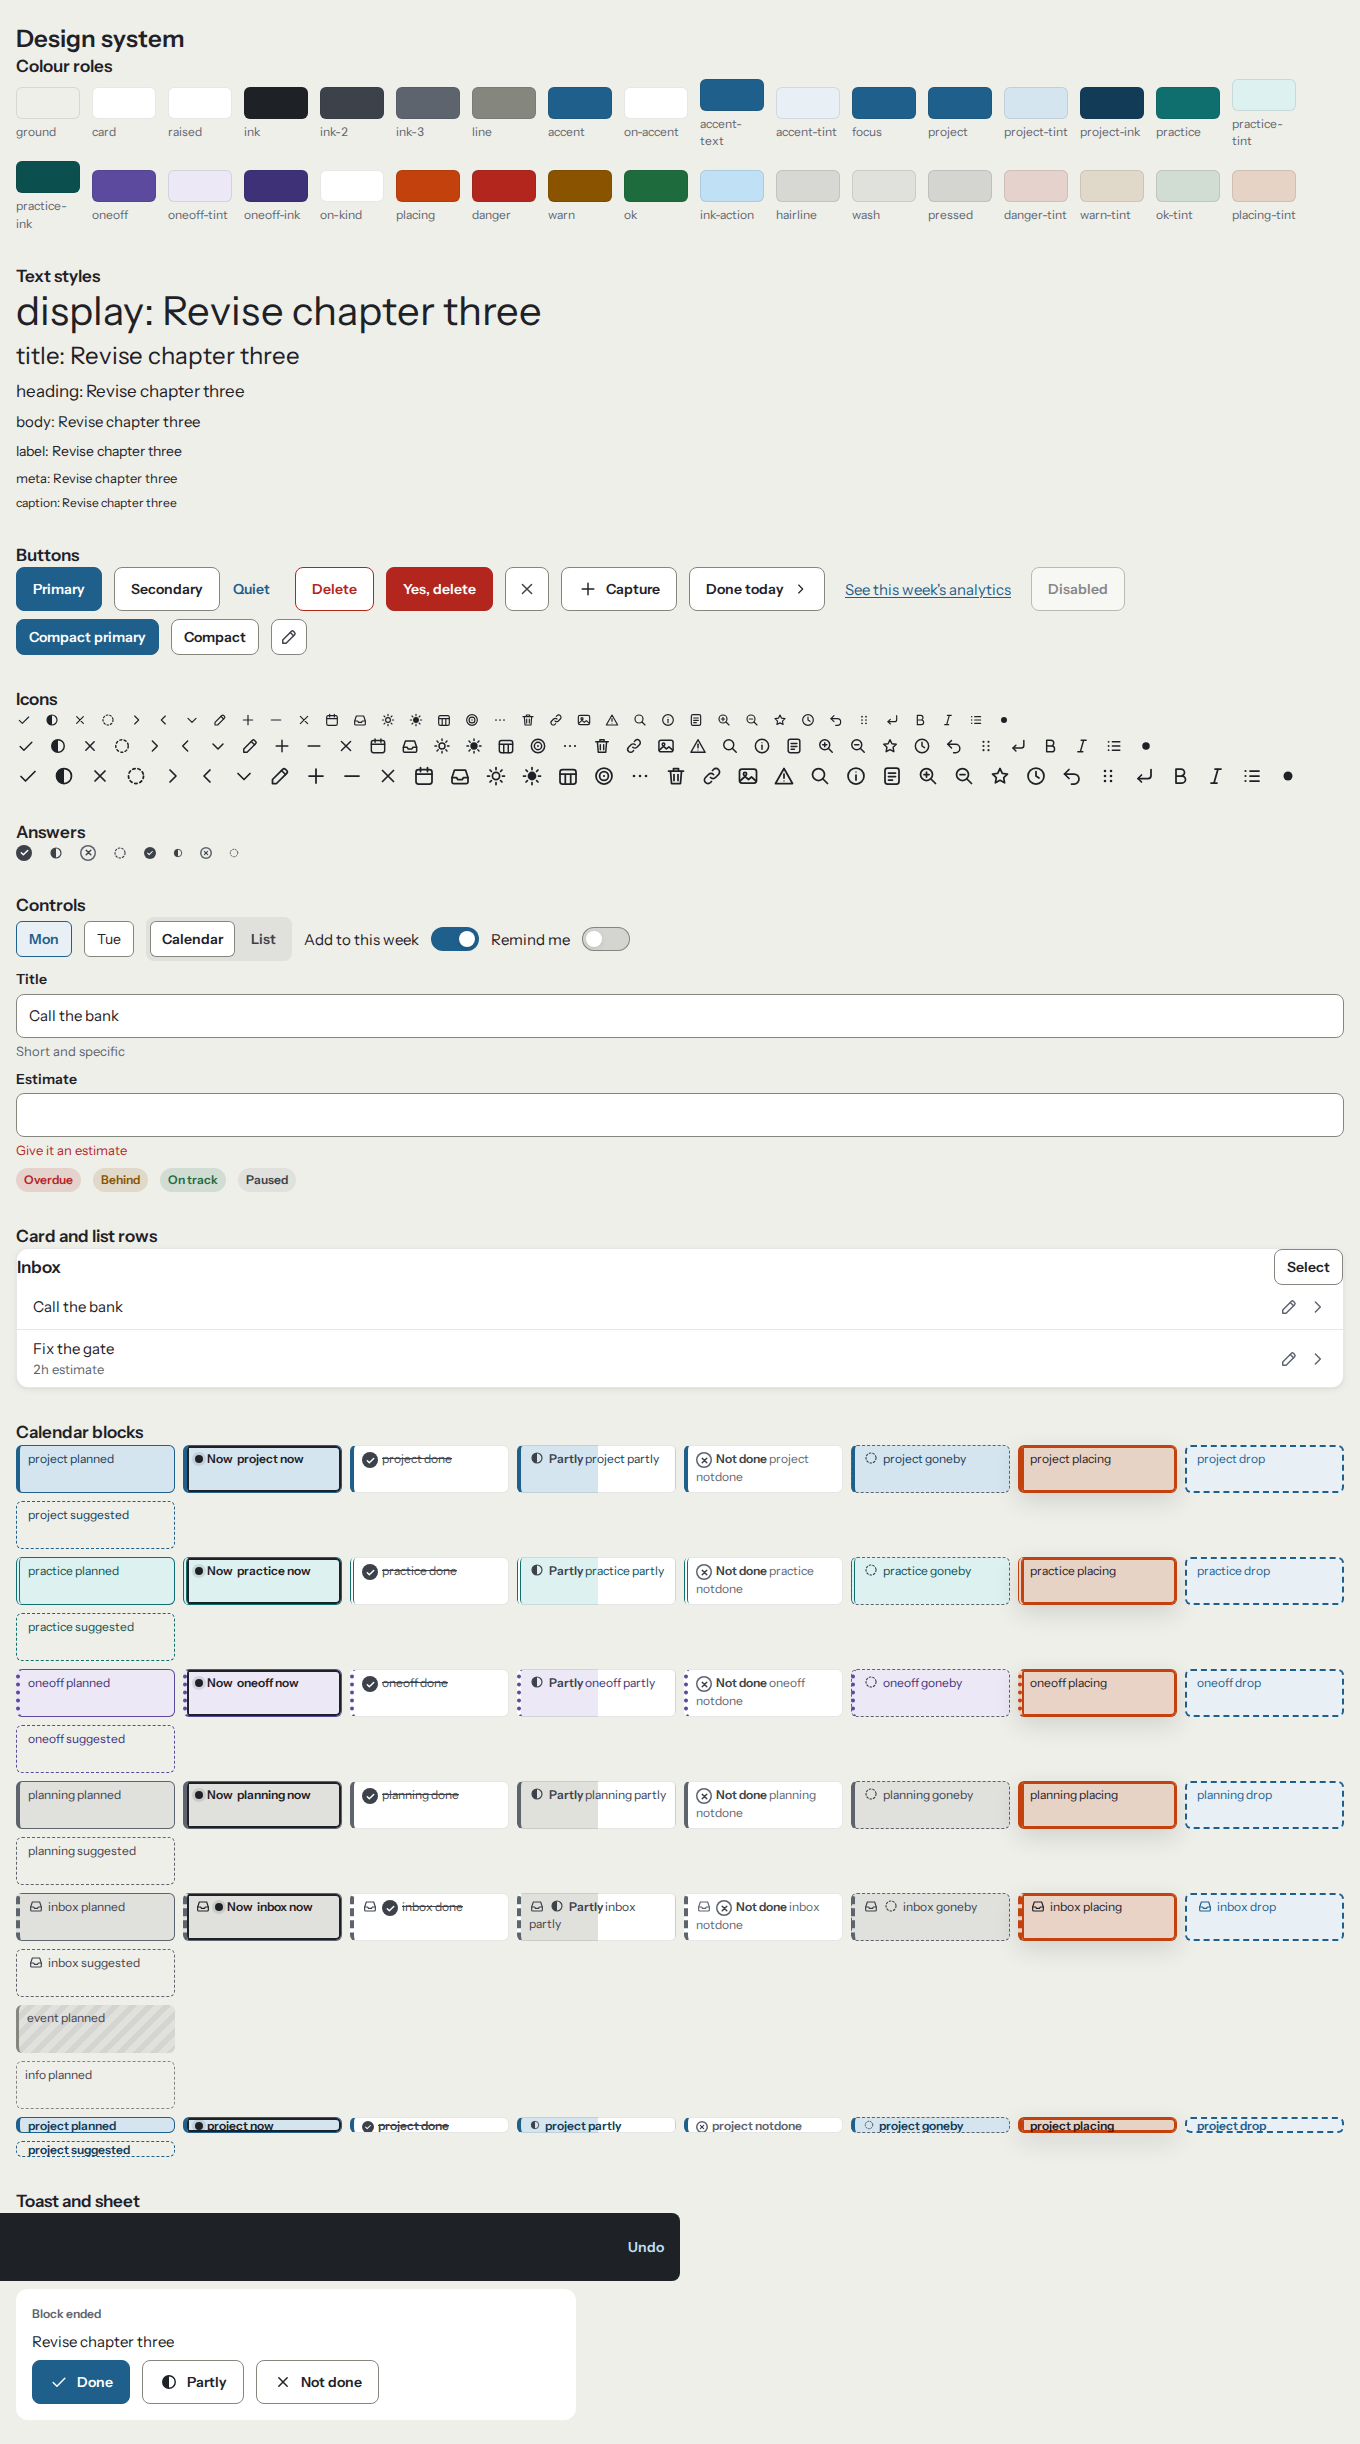 Design system
Colour roles
ground card raised ink ink-2 ink-3 line accent on-accent accent-text accent-tint focus project project-tint project-ink practice practice-tint
practice-ink oneoff oneoff-tint oneoff-ink on-kind placing danger warn ok ink-action hairline wash pressed danger-tint warn-tint ok-tint placing-tint
Text styles
display: Revise chapter three
title: Revise chapter three
heading: Revise chapter three
body: Revise chapter three
label: Revise chapter three
meta: Revise chapter three
caption: Revise chapter three
Buttons
Primary Secondary Quiet Delete Yes, delete Capture Done today See this week's analytics Disabled
Compact primary Compact
Icons
Answers
Controls
Mon Tue Calendar List Add to this week Remind me
Title
Call the bank
Short and specific
Estimate
Give it an estimate
Overdue Behind On track Paused
Card and list rows
Inbox Select
Call the bank
Fix the gate
2h estimate
Calendar blocks
project planned Now project now project done Partly project partly Not done project notdone project goneby project placing project drop
project suggested
practice planned Now practice now practice done Partly practice partly Not done practice notdone practice goneby practice placing practice drop
practice suggested
oneoff planned Now oneoff now oneoff done Partly oneoff partly Not done oneoff notdone oneoff goneby oneoff placing oneoff drop
oneoff suggested
planning planned Now planning now planning done Partly planning partly Not done planning notdone planning goneby planning placing planning drop
planning suggested
inbox planned Now inbox now inbox done Partly inbox partly Not done inbox notdone inbox goneby inbox placing inbox drop
inbox suggested
event planned
info planned
project planned project now project done project partly project notdone project goneby project placing project drop
project suggested
Toast and sheet
Undo
Block ended
Revise chapter three
Done Partly Not done